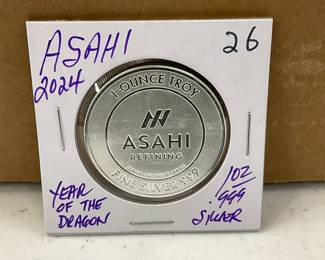 ASAHI
26
2024
1 OUNCE TROY
ASAHI
REFINING
FINE SILVER 999
YEAR
OF THE
DRAGON
1OZ
.999
SILVER